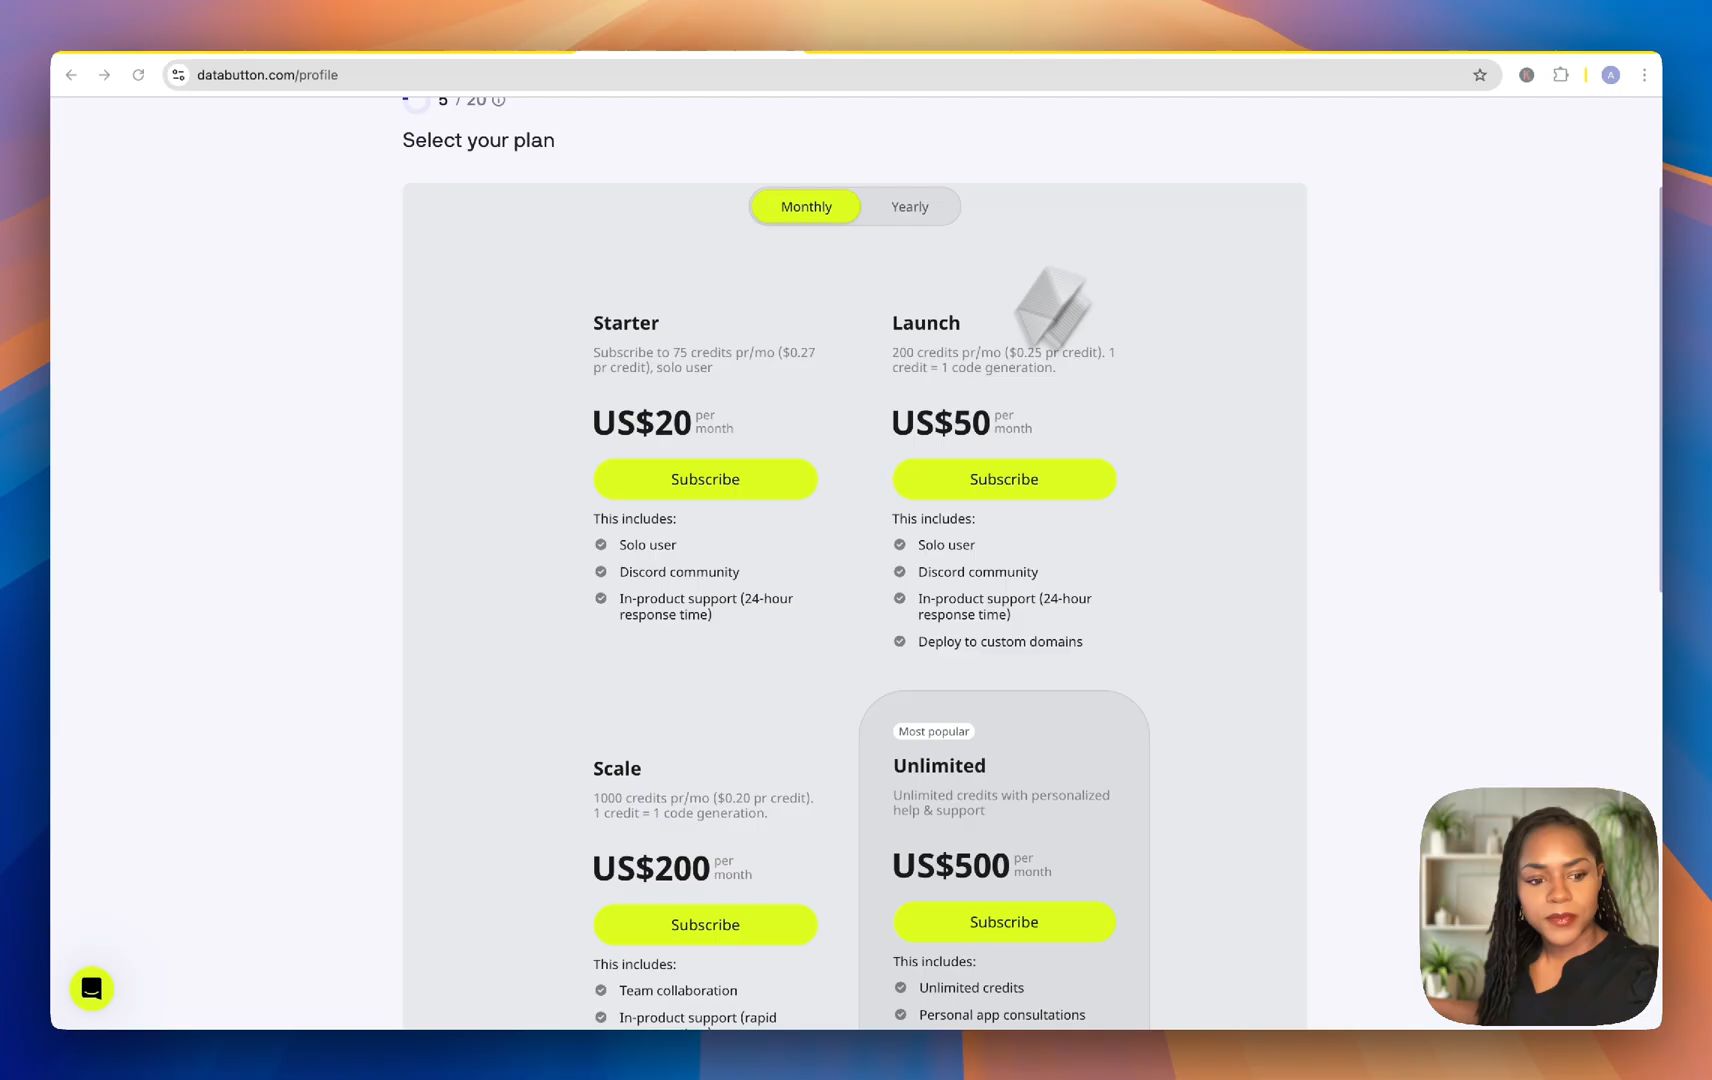 databutton.com/profile
A
5 / 20
Select your plan
Monthly
Yearly
Starter
Subscribe to 75 credits pr/mo ($0.27
pr credit), solo user
US$20 per
month
Subscribe
This includes:
Solo user
Discord community
In-product support (24-hour
response time)
Launch
200 credits pr/mo ($0.25 pr credit). 1
credit = 1 code generation.
US$50 per
month
Subscribe
This includes:
Solo user
Discord community
In-product support (24-hour
response time)
Deploy to custom domains
Scale
1000 credits pr/mo ($0.20 pr credit).
1 credit = 1 code generation.
US$200 per
month
Subscribe
This includes:
Team collaboration
In-product support (rapid
Most popular
Unlimited
Unlimited credits with personalized
help & support
US$500 per
month
Subscribe
This includes:
Unlimited credits
Personal app consultations